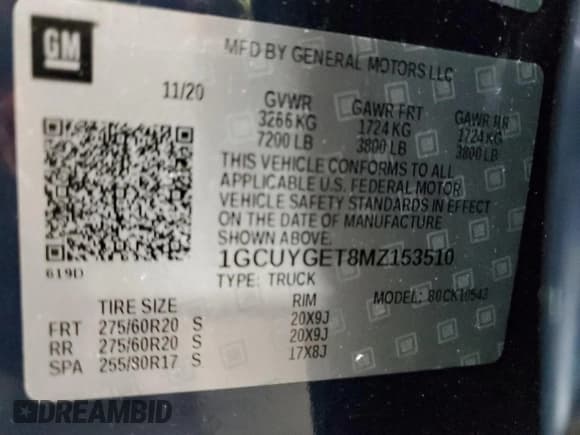 GM
MFD BY GENERAL MOTORS LLC
11/20 GVWR GAWR FRT GAWR RR
3266 KG 1724 KG 1724 KG
7200 LB 3800 LB 3800 LB
THIS VEHICLE CONFORMS TO ALL
APPLICABLE U.S. FEDERAL MOTOR
VEHICLE SAFETY STANDARDS IN EFFECT
ON THE DATE OF MANUFACTURE
SHOWN ABOVE.
1GCUYGET8MZ153510
619D
TYPE: TRUCK MODEL: 80CK10543
TIRE SIZE RIM
FRT 275/60R20 S 20X9J
RR 275/60R20 S 20X9J
SPA 255/80R17 S 17X8J
DREAMBID